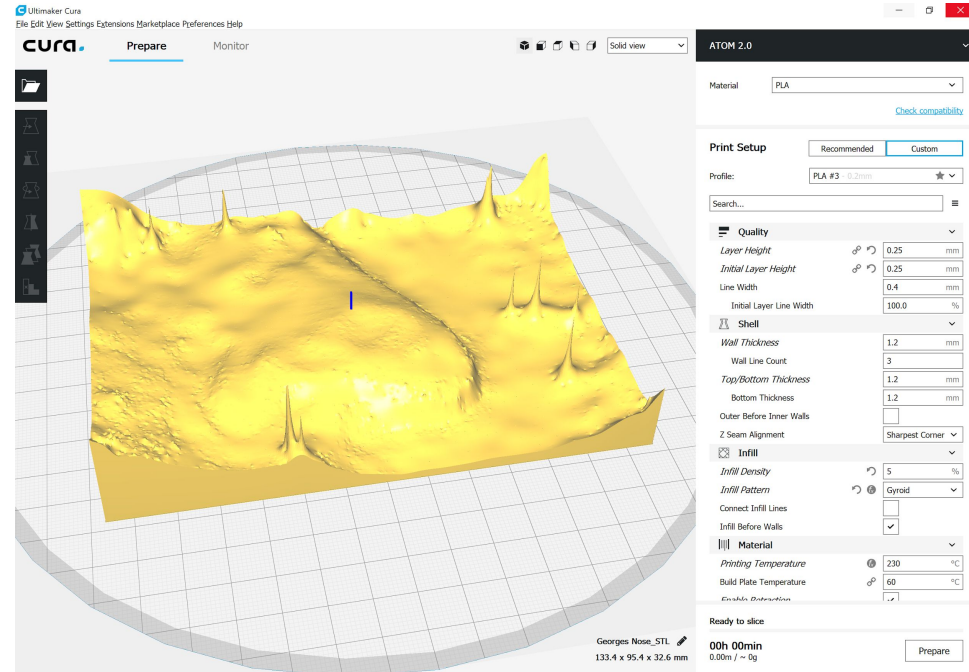 Ultimaker Cura
File Edit View Settings Extensions Marketplace Preferences Help
cura.
Prepare
Monitor
Solid view
ATOM 2.0
Material
PLA
Check compatibility
Print Setup
Recommended
Custom
Profile:
PLA #3 - 0.2mm
Search...
Quality
Layer Height 0.25 mm
Initial Layer Height 0.25 mm
Line Width 0.4 mm
Initial Layer Line Width 100.0 %
Shell
Wall Thickness 1.2 mm
Wall Line Count 3
Top/Bottom Thickness 1.2 mm
Bottom Thickness 1.2 mm
Outer Before Inner Walls
Z Seam Alignment Sharpest Corner
Infill
Infill Density 5 %
Infill Pattern Gyroid
Connect Infill Lines
Infill Before Walls
Material
Printing Temperature 230 °C
Build Plate Temperature 60 °C
Enable Retraction
Ready to slice
00h 00min
0.00m / ~ 0g
Prepare
Georges Nose_STL
133.4 x 95.4 x 32.6 mm